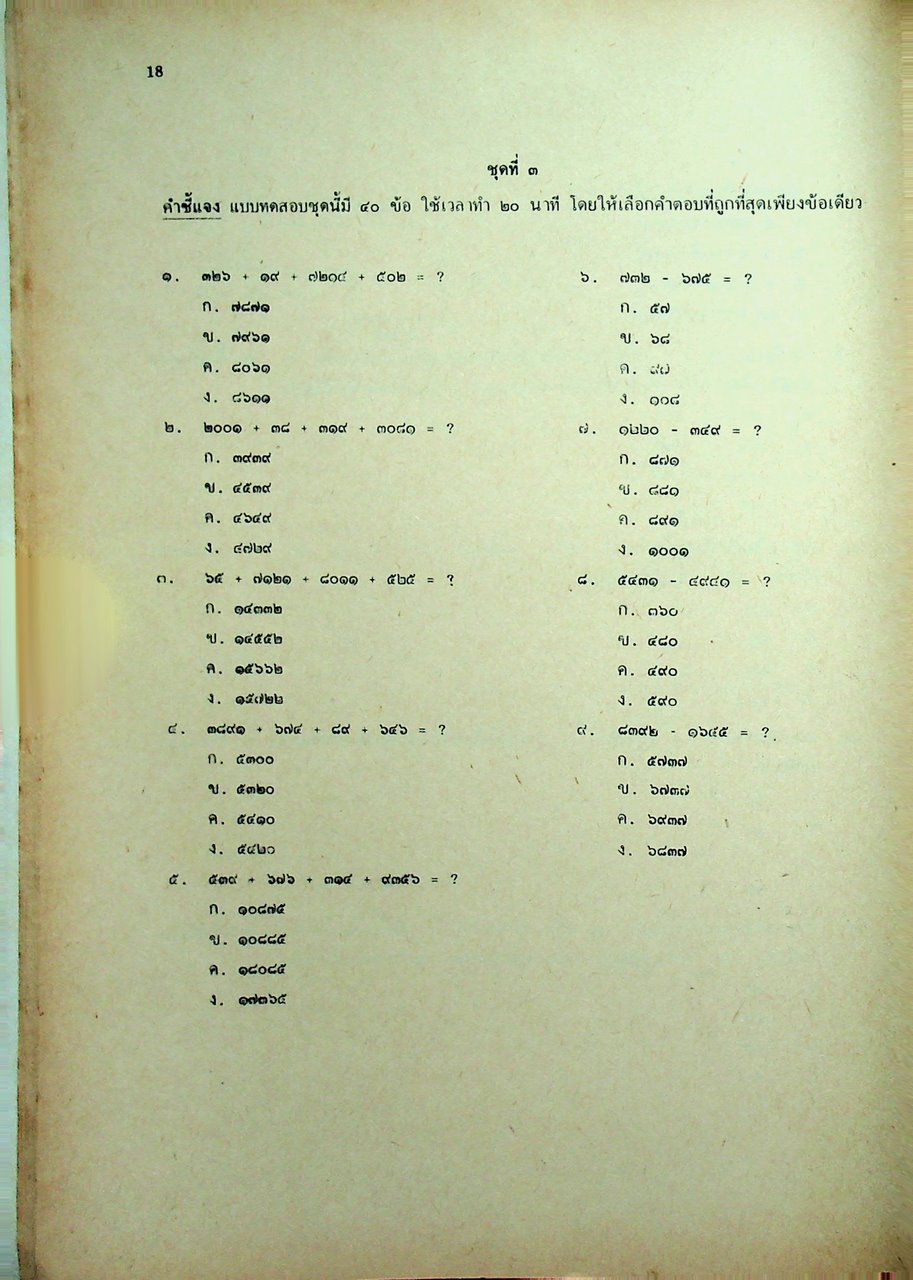 18
ชุดที่ ๓
คำชี้แจง แบบทดสอบชุดนี้มี ๔๐ ข้อ ใช้เวลาทำ ๒๐ นาที โดยให้เลือกคำตอบที่ถูกที่สุดเพียงข้อเดียว
๑. ๓๒๖ + ๑๙ + ๗๒๑๔ + ๕๐๒ = ?
ก. ๗๘๗๑
ข. ๗๙๖๑
ค. ๘๐๖๑
ง. ๘๖๑๑
๒. ๒๐๐๑ + ๓๘ + ๓๑๙ + ๓๐๘๑ = ?
ก. ๓๙๓๙
ข. ๔๕๓๙
ค. ๔๖๔๙
ง. ๔๗๒๙
๓. ๖๕ + ๗๑๒๑ + ๘๐๑๑ + ๕๒๕ = ?
ก. ๑๔๓๓๒
ข. ๑๔๕๕๒
ค. ๑๕๖๖๒
ง. ๑๕๗๒๒
๔. ๓๘๙๑ + ๖๗๔ + ๘๙ + ๖๔๖ = ?
ก. ๕๓๐๐
ข. ๕๓๒๐
ค. ๕๔๑๐
ง. ๕๔๒๐
๕. ๕๓๙ + ๖๗๖ + ๓๑๔ + ๙๓๕๖ = ?
ก. ๑๐๘๗๕
ข. ๑๐๘๘๕
ค. ๑๘๐๘๕
ง. ๑๗๓๖๕
๖. ๗๓๒ - ๖๗๕ = ?
ก. ๕๗
ข. ๖๘
ค. ๙๘
ง. ๑๐๘
๗. ๑๒๒๐ - ๓๔๙ = ?
ก. ๘๗๑
ข. ๘๘๑
ค. ๘๙๑
ง. ๑๐๐๑
๘. ๕๔๓๑ - ๔๙๔๑ = ?
ก. ๓๖๐
ข. ๔๘๐
ค. ๔๙๐
ง. ๕๙๐
๙. ๘๓๙๒ - ๑๖๕๕ = ?
ก. ๕๗๓๗
ข. ๖๗๓๗
ค. ๖๙๓๗
ง. ๖๘๓๗